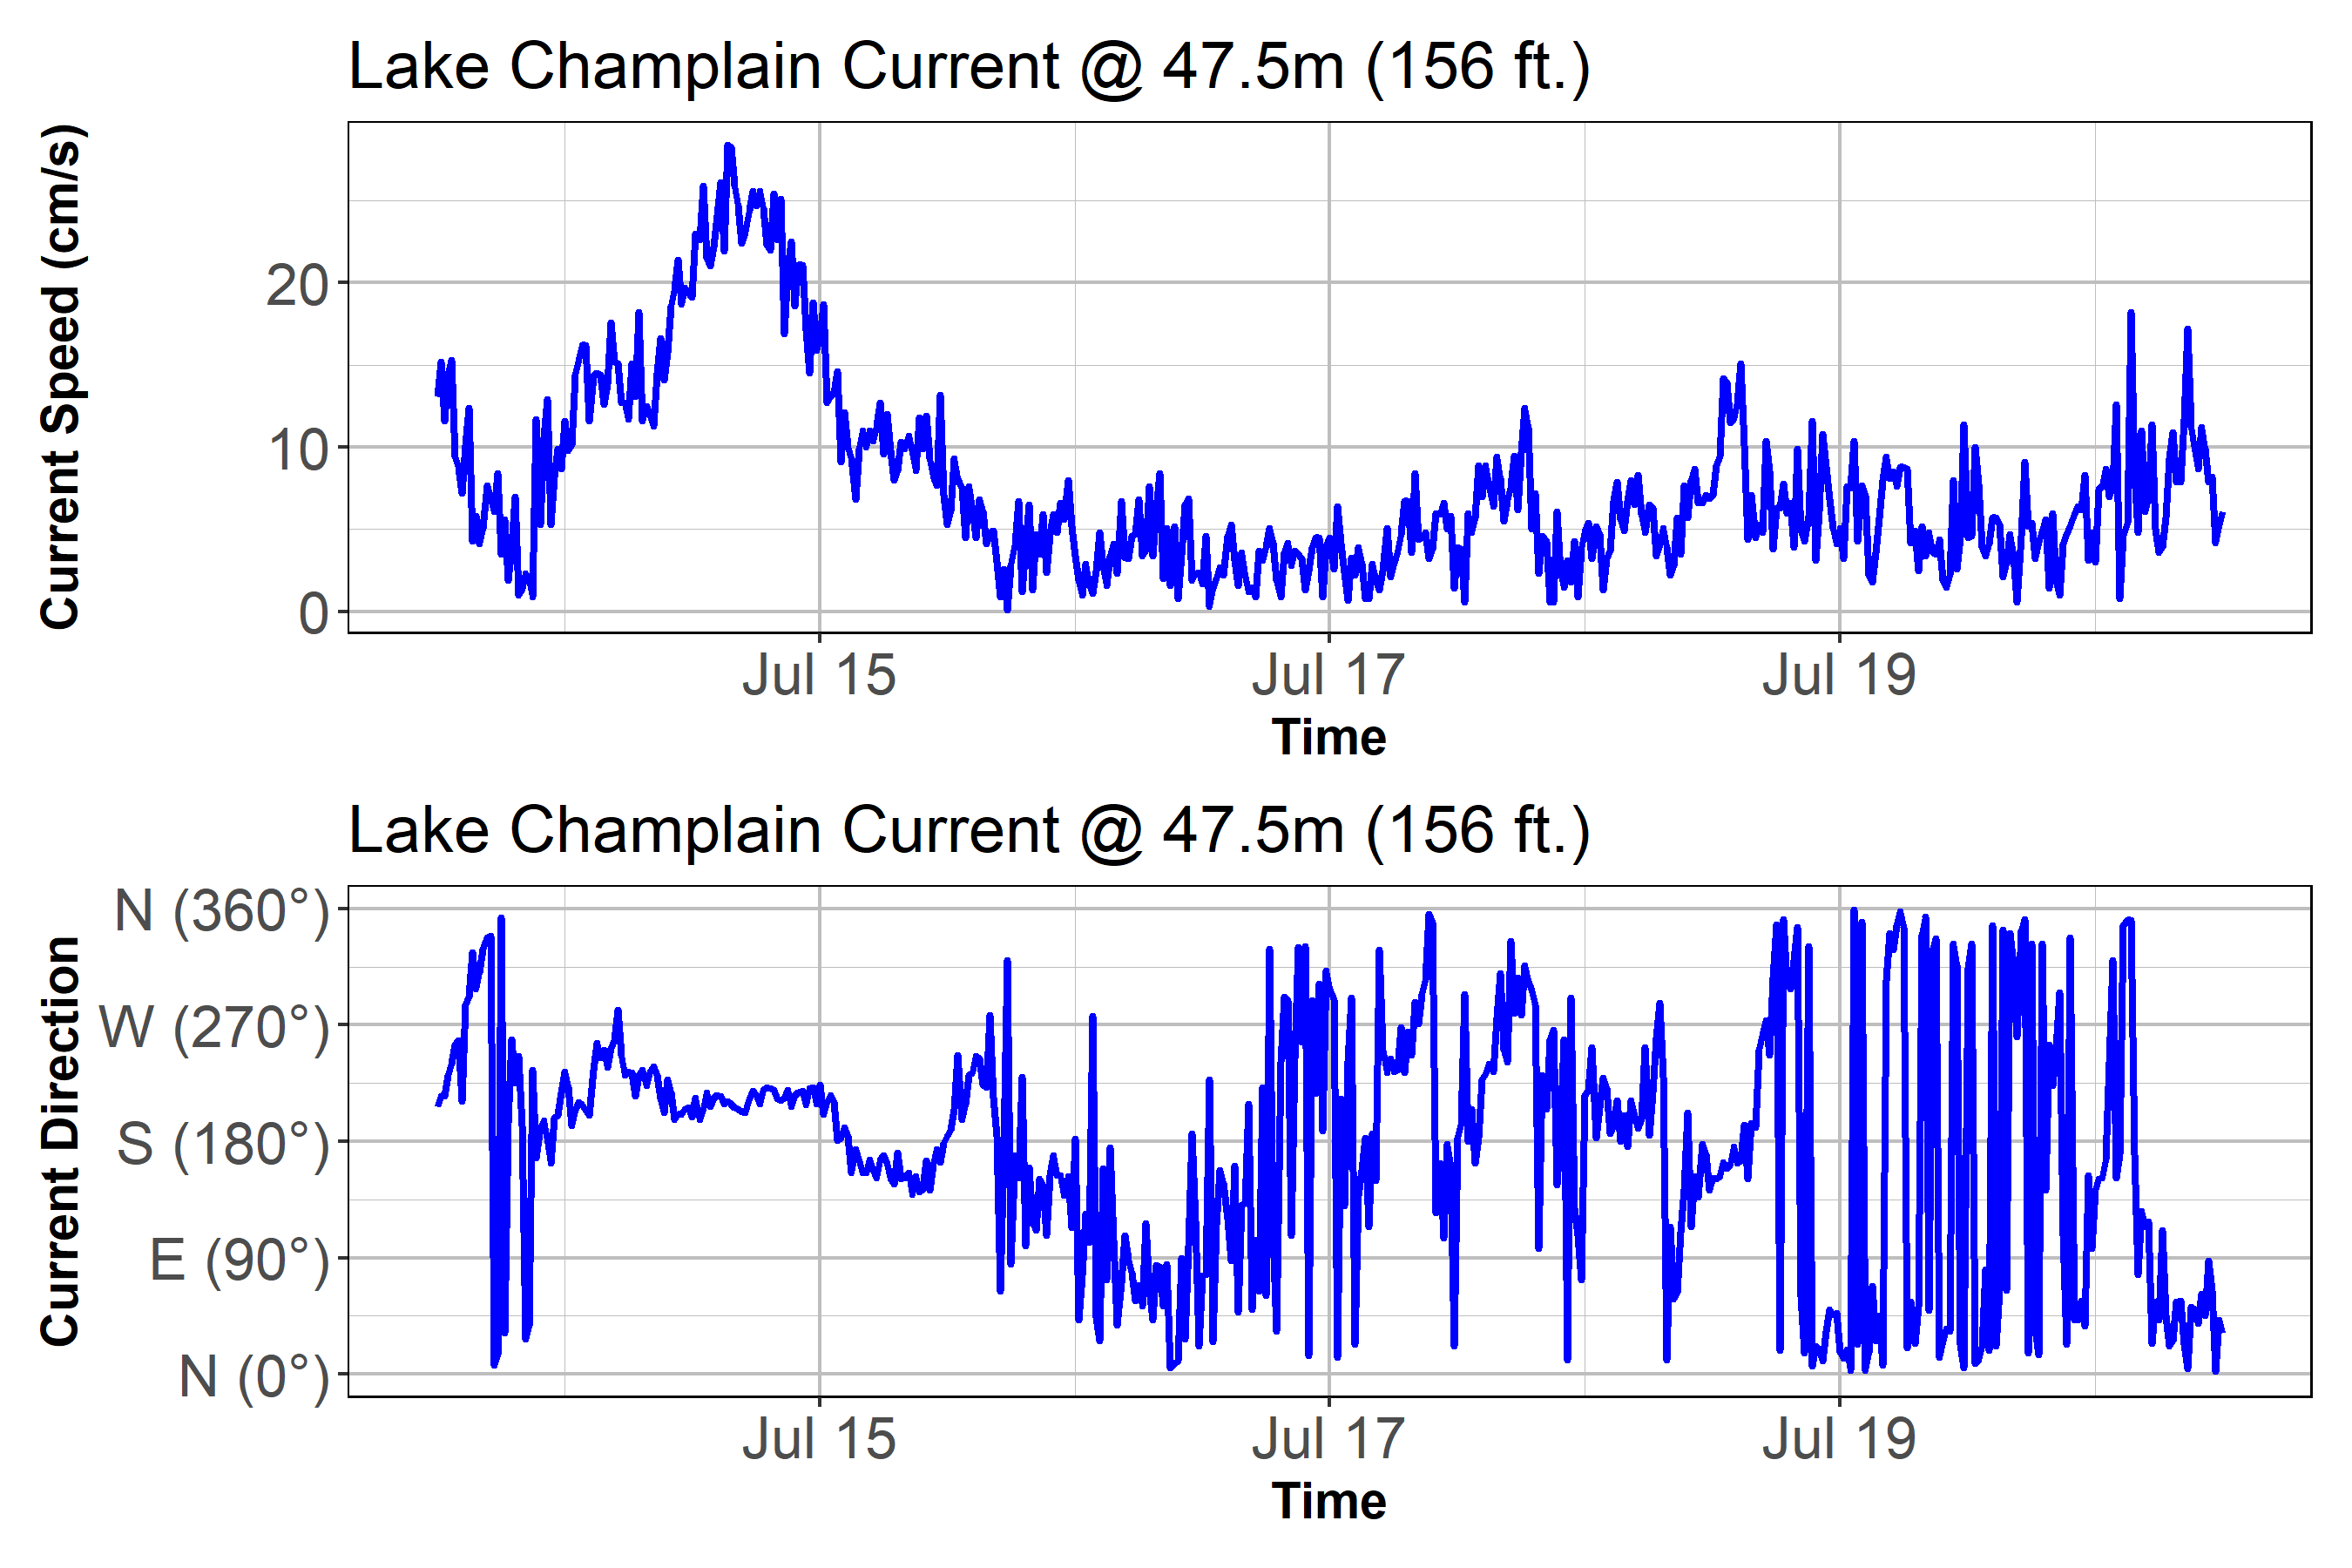 Lake Champlain Current @ 47.5m (156 ft.)
Current Speed (cm/s)
20
10
0
Jul 15 Jul 17 Jul 19
Time
Lake Champlain Current @ 47.5m (156 ft.)
Current Direction
N (360°)
W (270°)
S (180°)
E (90°)
N (0°)
Jul 15 Jul 17 Jul 19
Time